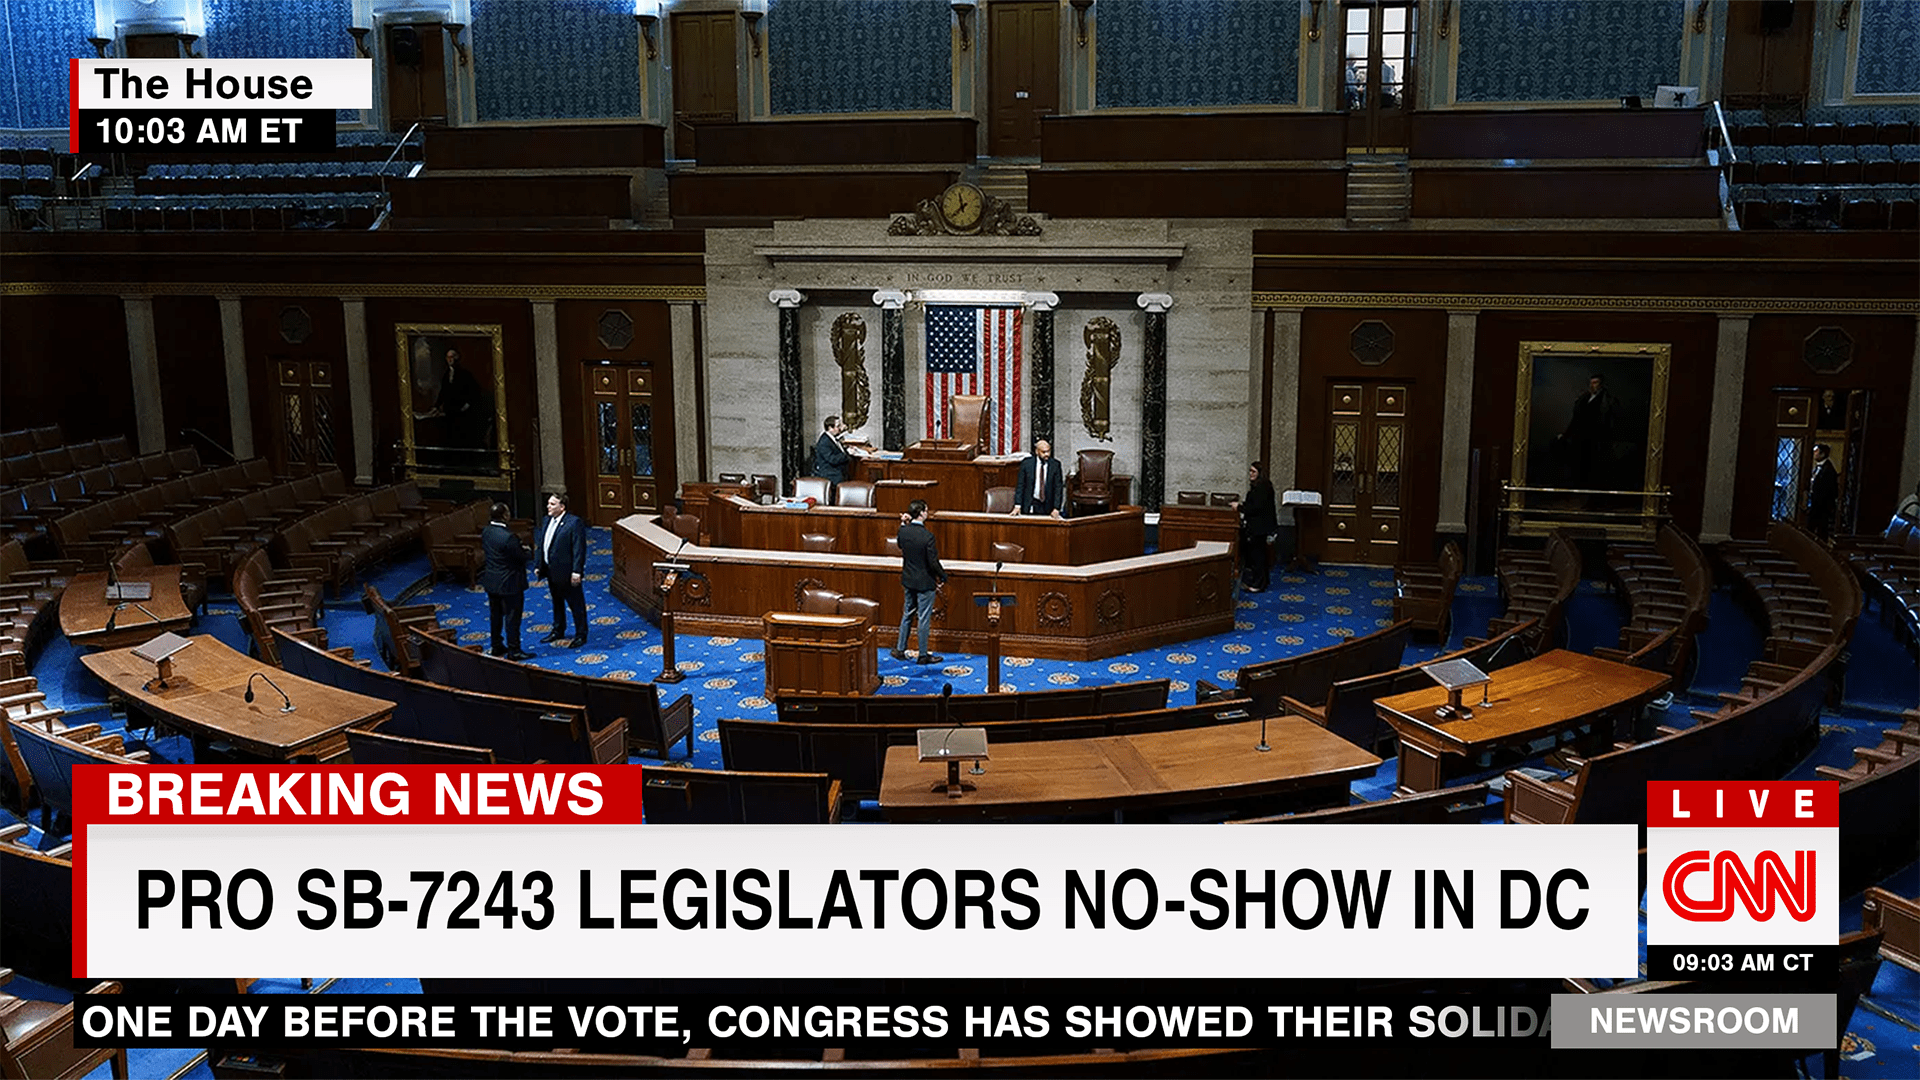 The House
10:03 AM ET
IN GOD WE TRUST
BREAKING NEWS
PRO SB-7243 LEGISLATORS NO-SHOW IN DC
LIVE
CNN
09:03 AM CT
ONE DAY BEFORE THE VOTE, CONGRESS HAS SHOWED THEIR SOLIDA
NEWSROOM